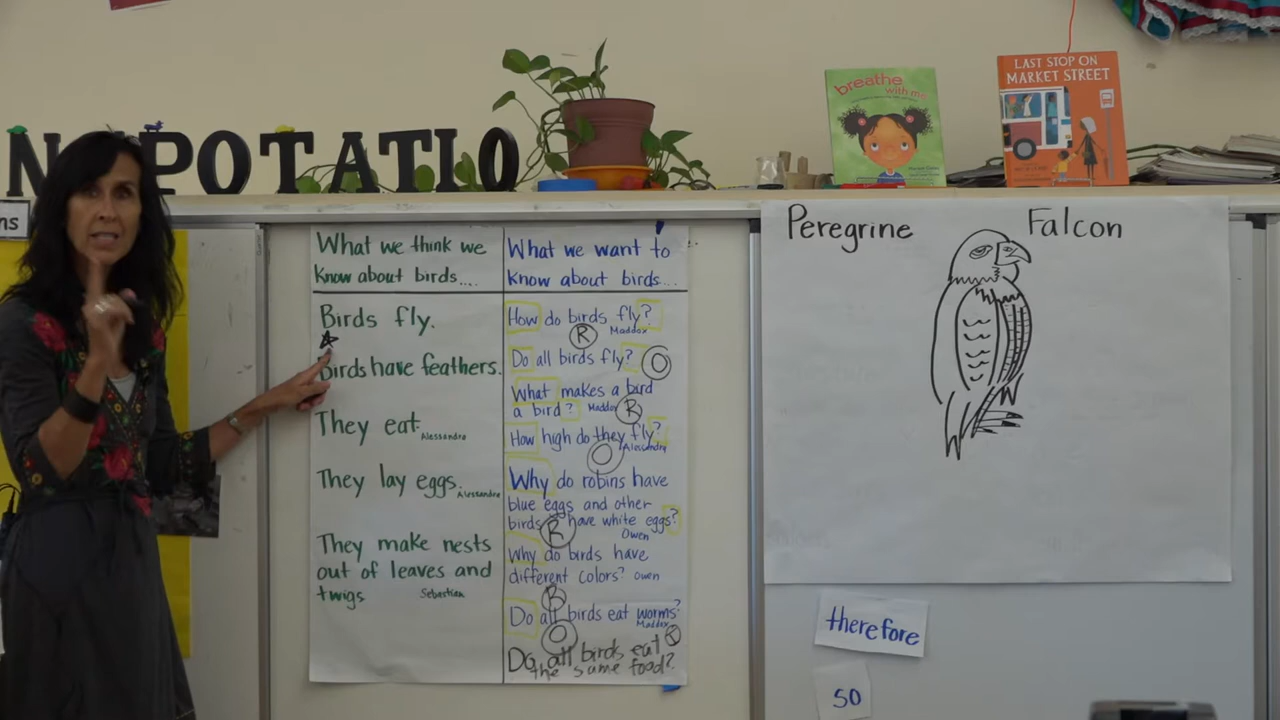 N POTATIO
breathe
with me
LAST STOP ON
MARKET STREET
ns
What we think we
know about birds....
Birds fly.
Birds have feathers.
They eat.
Alessandra
They lay eggs.
Alessandra
They make nests
out of leaves and
twigs
Sebastian
What we want to
know about birds....
How do birds fly?
R
Maddox
Do all birds fly?
O
What makes a bird
a bird?
Maddox
R
How high do they fly?
Alessandra
O
Why do robins have
blue eggs and other
birds have white eggs?
R
Owen
Why do birds have
different colors? Owen
R
Do all birds eat worms?
Maddox
O
R
Do all birds eat
the same food?
Peregrine Falcon
therefore
so